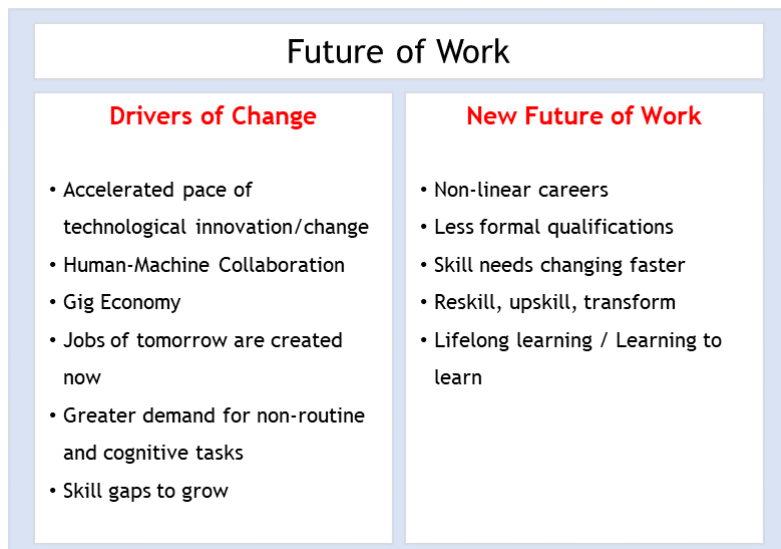 Future of Work
Drivers of Change
• Accelerated pace of
technological innovation/change
• Human-Machine Collaboration
• Gig Economy
• Jobs of tomorrow are created
now
• Greater demand for non-routine
and cognitive tasks
• Skill gaps to grow
New Future of Work
• Non-linear careers
• Less formal qualifications
• Skill needs changing faster
• Reskill, upskill, transform
• Lifelong learning / Learning to
learn